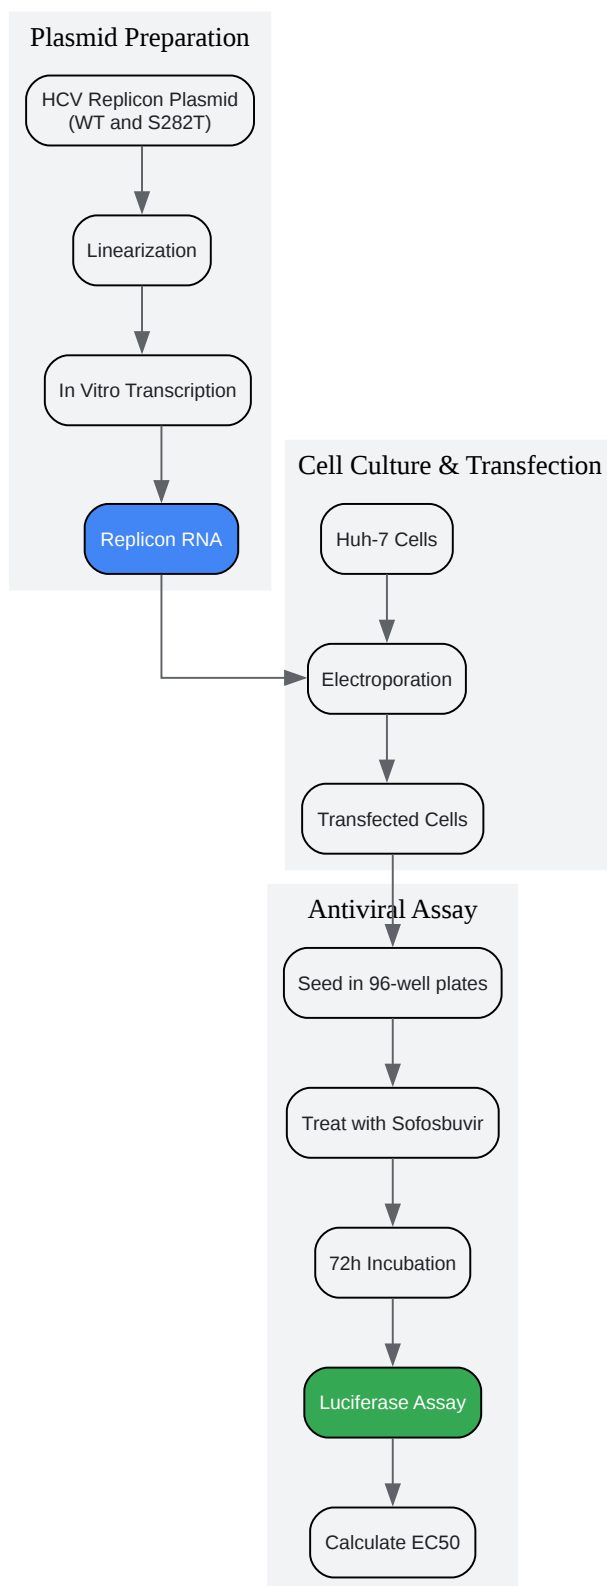 Plasmid Preparation
HCV Replicon Plasmid
(WT and S282T)
Linearization
In Vitro Transcription
Replicon RNA
Cell Culture & Transfection
Huh-7 Cells
Electroporation
Transfected Cells
Antiviral Assay
Seed in 96-well plates
Treat with Sofosbuvir
72h Incubation
Luciferase Assay
Calculate EC50